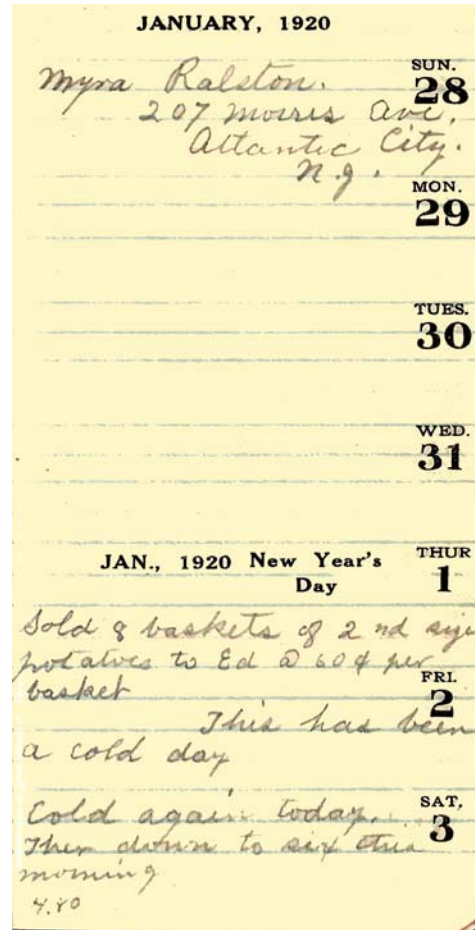 JANUARY, 1920
SUN.
28
Myra Ralston.
207 Morris Ave.
Atlantic City.
N.J.
MON.
29
TUES.
30
WED.
31
JAN., 1920 New Year's
Day
THUR
1
Sold 8 baskets of 2nd size
potatoes to Ed @ 60¢ per
basket
FRI.
2
This has been
a cold day
SAT,
3
Cold again today.
Ther down to six this
morning
4.80